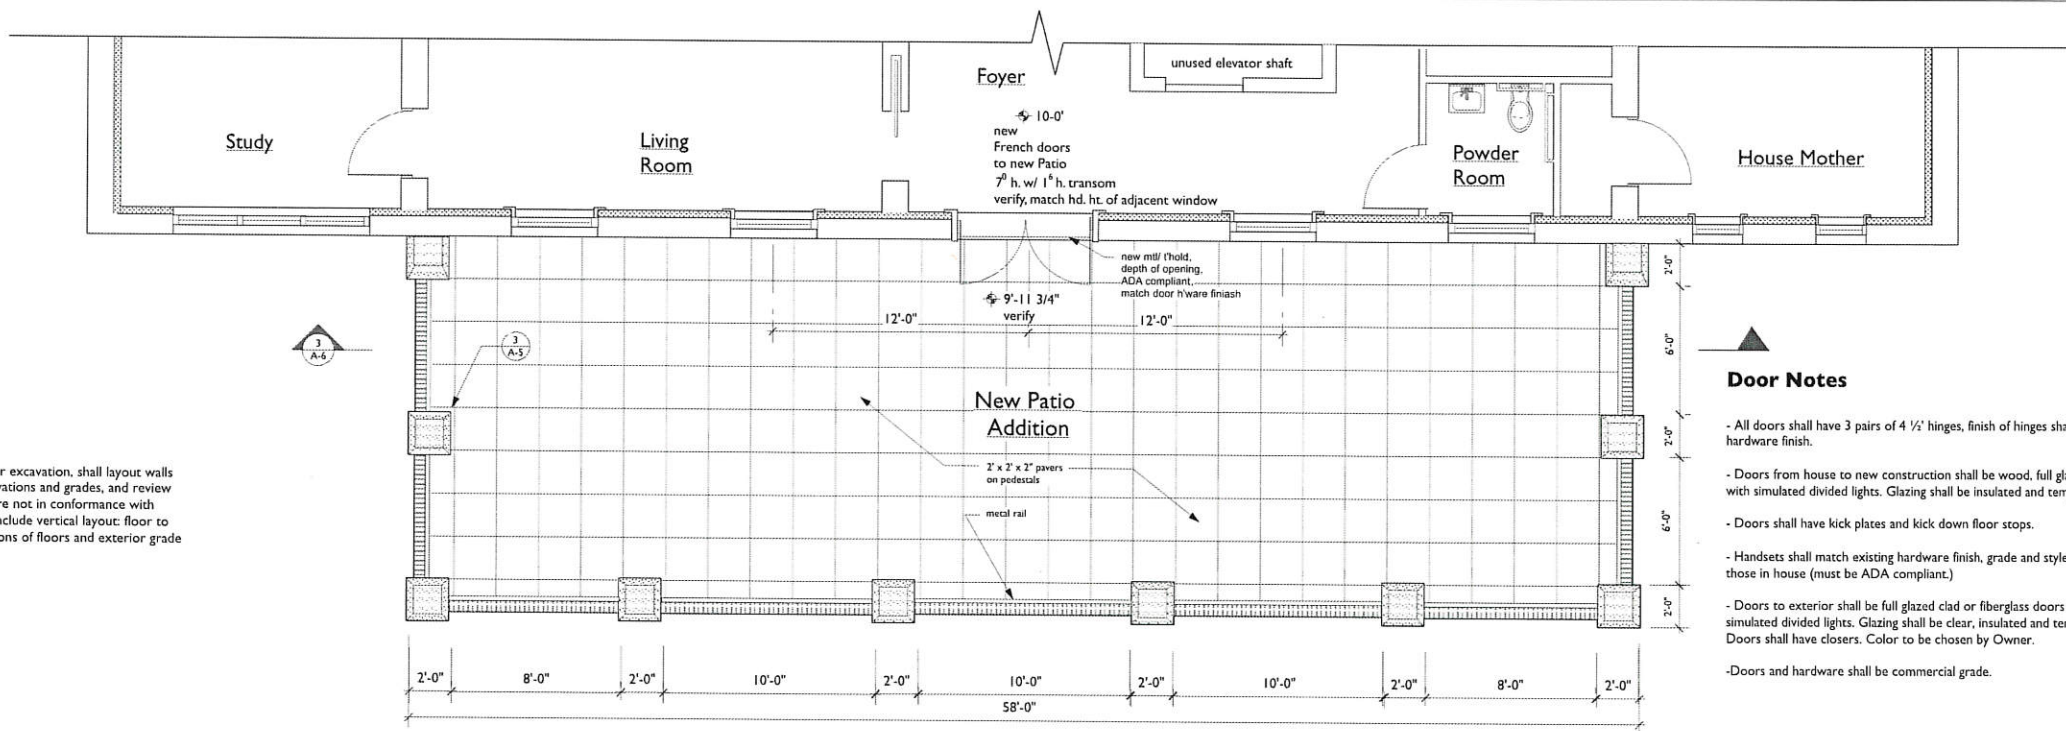 Foyer
unused elevator shaft
Study
Living
Room
10-0'
new
French doors
to new Patio
7⁰ h. w/ 1⁶ h. transom
verify, match hd. ht. of adjacent window
Powder
Room
House Mother
new mtl/ t'hold,
depth of opening,
ADA compliant,
match door h'ware finiash
9'-11 3/4"
verify
12'-0"
12'-0"
3
A-6
3
A-5
New Patio
Addition
2' x 2' x 2" pavers
on pedestals
metal rail
2'-0"
6'-0"
2'-0"
6'-0"
2'-0"
r excavation, shall layout walls
vations and grades, and review
re not in conformance with
nclude vertical layout: floor to
ons of floors and exterior grade
Door Notes
- All doors shall have 3 pairs of 4 ½' hinges, finish of hinges sha
hardware finish.
- Doors from house to new construction shall be wood, full gla
with simulated divided lights. Glazing shall be insulated and tem
- Doors shall have kick plates and kick down floor stops.
- Handsets shall match existing hardware finish, grade and style
those in house (must be ADA compliant.)
- Doors to exterior shall be full glazed clad or fiberglass doors
simulated divided lights. Glazing shall be clear, insulated and ter
Doors shall have closers. Color to be chosen by Owner.
-Doors and hardware shall be commercial grade.
2'-0"
8'-0"
2'-0"
10'-0"
2'-0"
10'-0"
2'-0"
10'-0"
2'-0"
8'-0"
2'-0"
58'-0"